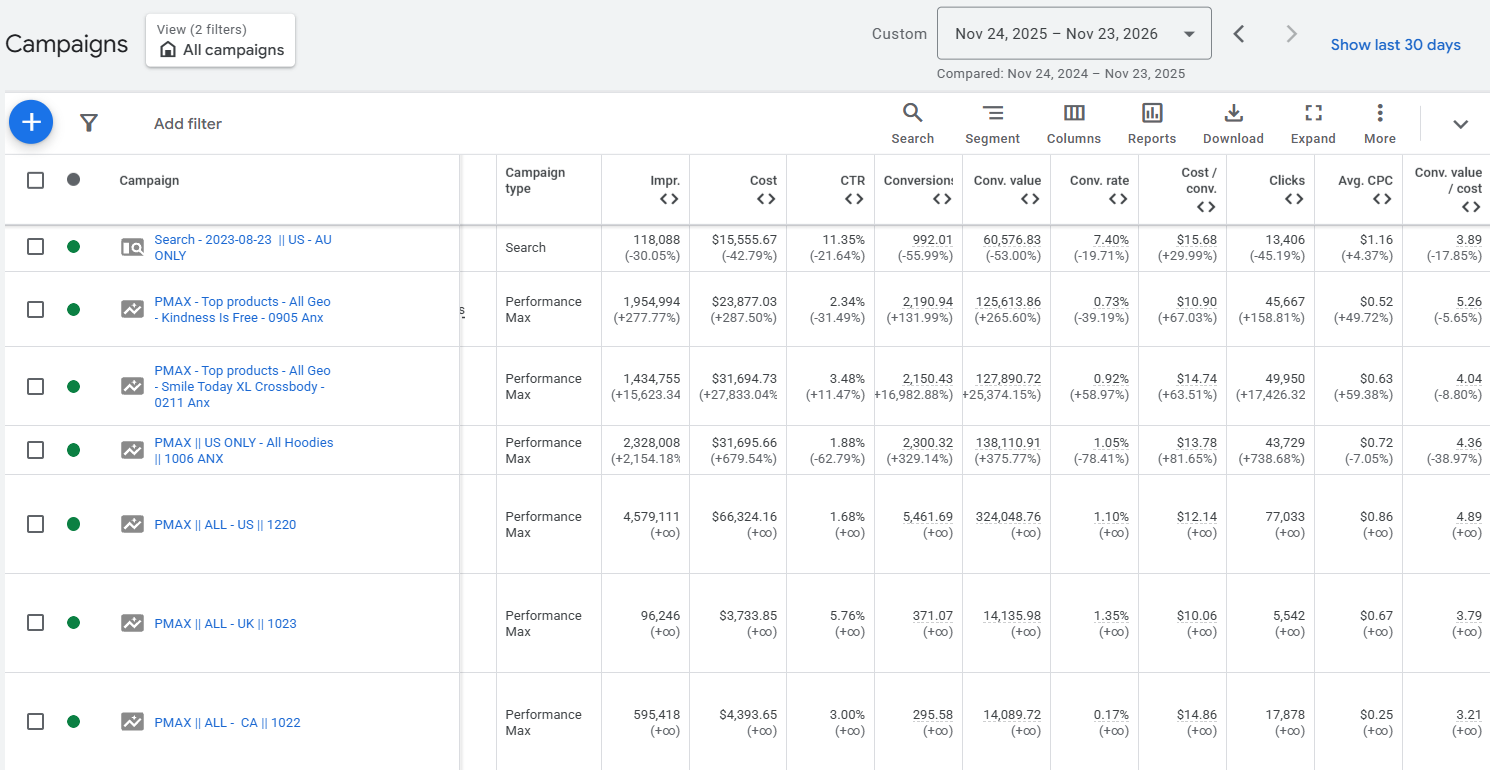 Campaigns
View (2 filters)
All campaigns
Custom
Nov 24, 2025 – Nov 23, 2026
Compared: Nov 24, 2024 – Nov 23, 2025
Show last 30 days
Add filter
Search
Segment
Columns
Reports
Download
Expand
More
Campaign
Campaign
type
Impr.
Cost
CTR
Conversions
Conv. value
Conv. rate
Cost /
conv.
Clicks
Avg. CPC
Conv. value
/ cost
Search - 2023-08-23 || US - AU
ONLY
Search
118,088 $15,555.67 11.35% 992.01 60,576.83 7.40% $15.68 13,406 $1.16 3.89
(-30.05%) (-42.79%) (-21.64%) (-55.99%) (-53.00%) (-19.71%) (+29.99%) (-45.19%) (+4.37%) (-17.85%)
PMAX - Top products - All Geo
- Kindness Is Free - 0905 Anx
s
Performance
Max
1,954,994 $23,877.03 2.34% 2,190.94 125,613.86 0.73% $10.90 45,667 $0.52 5.26
(+277.77%) (+287.50%) (-31.49%) (+131.99%) (+265.60%) (-39.19%) (+67.03%) (+158.81%) (+49.72%) (-5.65%)
PMAX - Top products - All Geo
- Smile Today XL Crossbody -
0211 Anx
Performance
Max
1,434,755 $31,694.73 3.48% 2,150.43 127,890.72 0.92% $14.74 49,950 $0.63 4.04
(+15,623.34 (+27,833.04% (+11.47%) +16,982.88%) +25,374.15%) (+58.97%) (+63.51%) (+17,426.32 (+59.38%) (-8.80%)
PMAX || US ONLY - All Hoodies
|| 1006 ANX
Performance
Max
2,328,008 $31,695.66 1.88% 2,300.32 138,110.91 1.05% $13.78 43,729 $0.72 4.36
(+2,154.18% (+679.54%) (-62.79%) (+329.14%) (+375.77%) (-78.41%) (+81.65%) (+738.68%) (-7.05%) (-38.97%)
PMAX || ALL - US || 1220
Performance
Max
4,579,111 $66,324.16 1.68% 5,461.69 324,048.76 1.10% $12.14 77,033 $0.86 4.89
(+∞) (+∞) (+∞) (+∞) (+∞) (+∞) (+∞) (+∞) (+∞) (+∞)
PMAX || ALL - UK || 1023
Performance
Max
96,246 $3,733.85 5.76% 371.07 14,135.98 1.35% $10.06 5,542 $0.67 3.79
(+∞) (+∞) (+∞) (+∞) (+∞) (+∞) (+∞) (+∞) (+∞) (+∞)
PMAX || ALL - CA || 1022
Performance
Max
595,418 $4,393.65 3.00% 295.58 14,089.72 0.17% $14.86 17,878 $0.25 3.21
(+∞) (+∞) (+∞) (+∞) (+∞) (+∞) (+∞) (+∞) (+∞) (+∞)